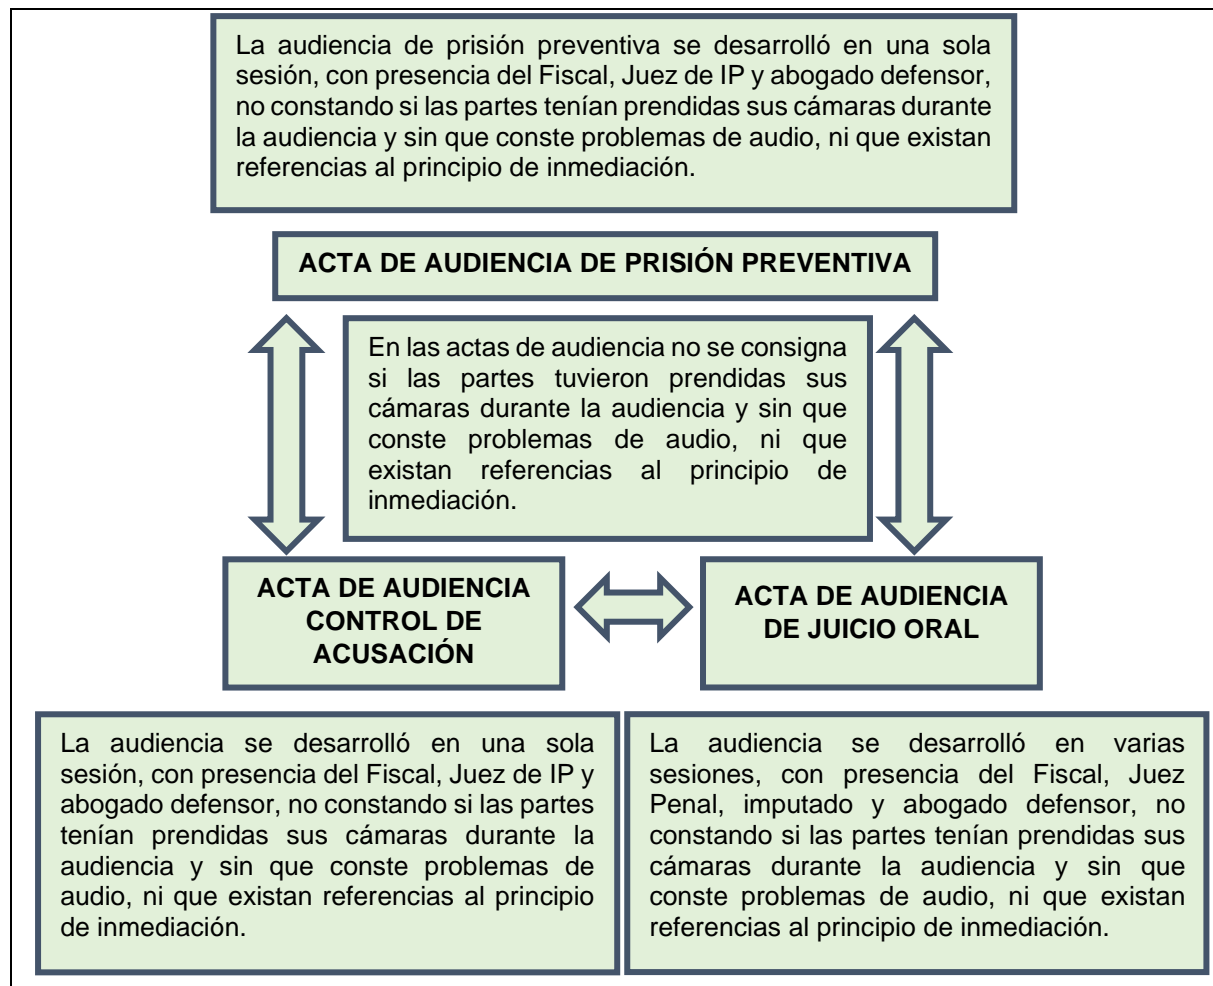 La audiencia de prisión preventiva se desarrolló en una sola
sesión, con presencia del Fiscal, Juez de IP y abogado defensor,
no constando si las partes tenían prendidas sus cámaras durante
la audiencia y sin que conste problemas de audio, ni que existan
referencias al principio de inmediación.
ACTA DE AUDIENCIA DE PRISIÓN PREVENTIVA
En las actas de audiencia no se consigna
si las partes tuvieron prendidas sus
cámaras durante la audiencia y sin que
conste problemas de audio, ni que
existan referencias al principio de
inmediación.
ACTA DE AUDIENCIA
CONTROL DE
ACUSACIÓN
ACTA DE AUDIENCIA
DE JUICIO ORAL
La audiencia se desarrolló en una sola
sesión, con presencia del Fiscal, Juez de IP y
abogado defensor, no constando si las partes
tenían prendidas sus cámaras durante la
audiencia y sin que conste problemas de
audio, ni que existan referencias al principio
de inmediación.
La audiencia se desarrolló en varias
sesiones, con presencia del Fiscal, Juez
Penal, imputado y abogado defensor, no
constando si las partes tenían prendidas sus
cámaras durante la audiencia y sin que
conste problemas de audio, ni que existan
referencias al principio de inmediación.